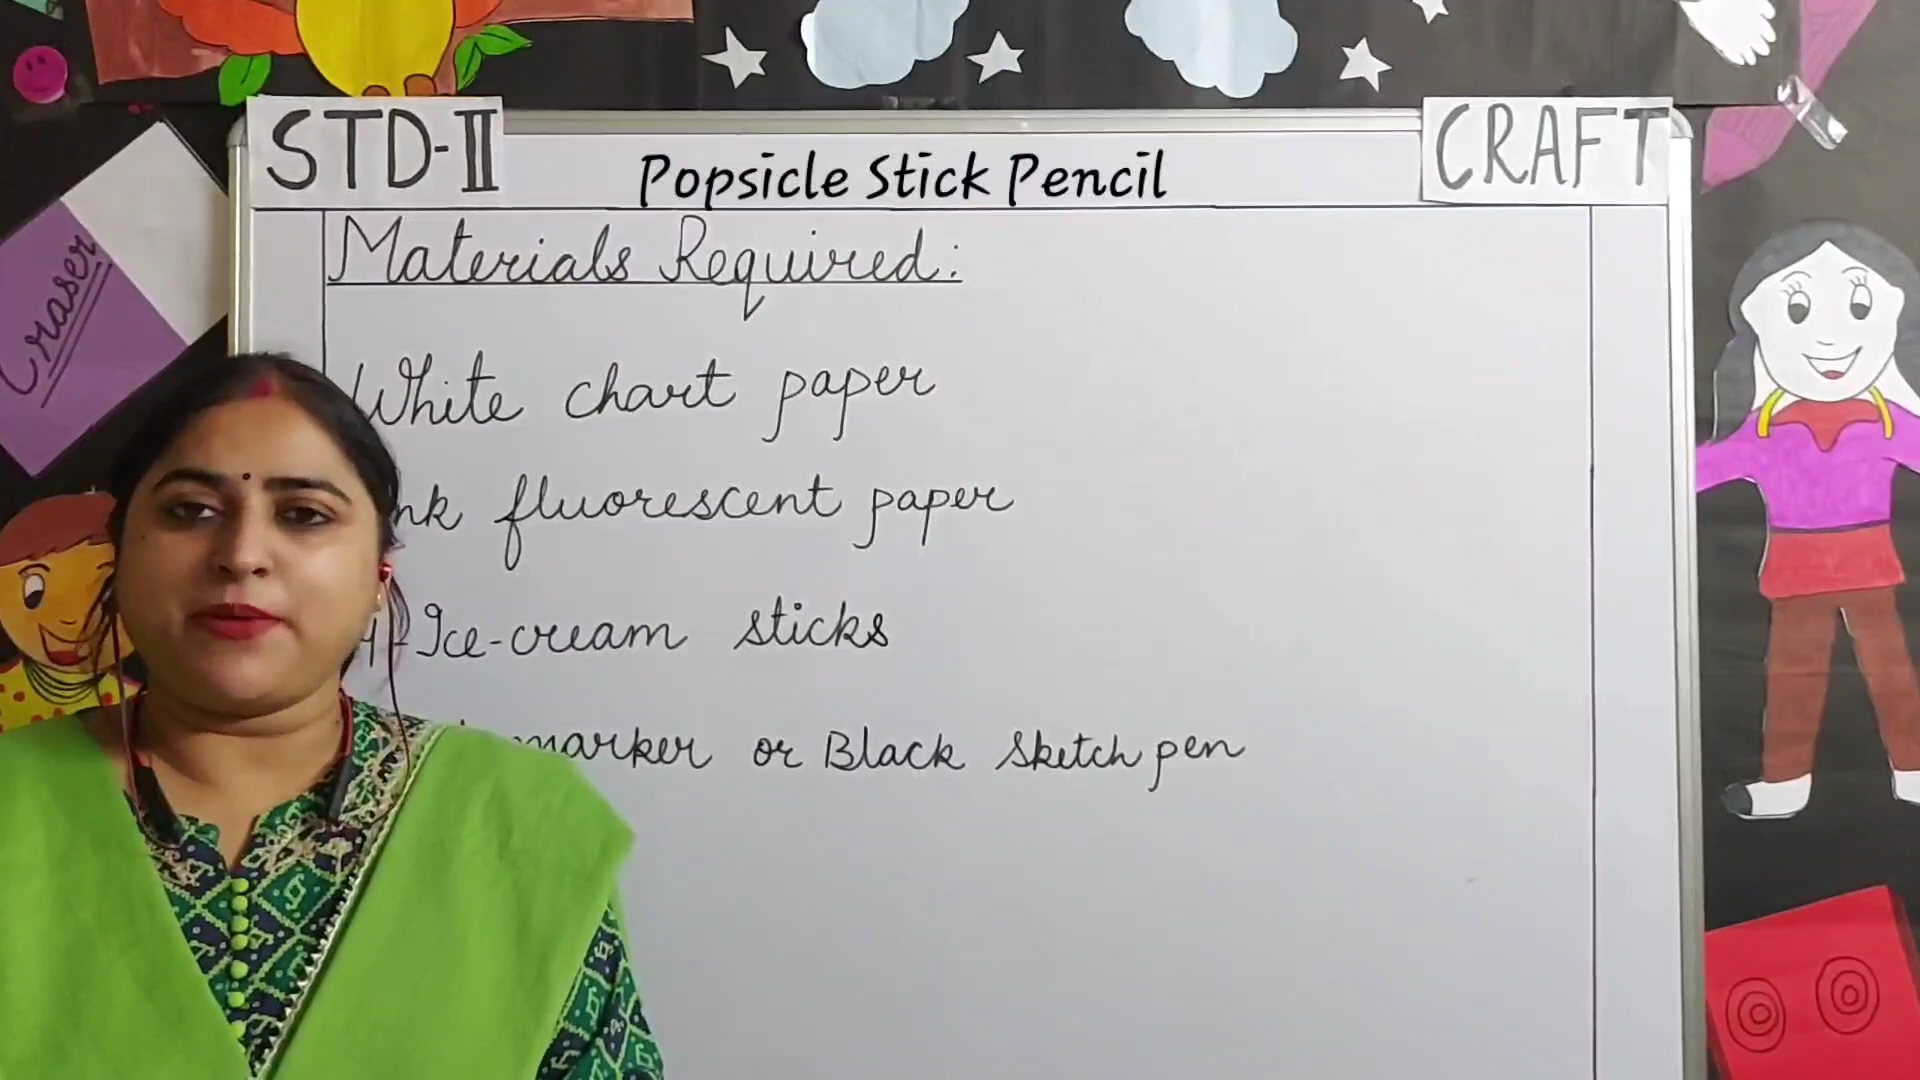 STD-II
CRAFT
Popsicle Stick Pencil
Materials Required:
White chart paper
fluorescent paper
4-Ice-cream sticks
marker or Black sketch pen
Eraser